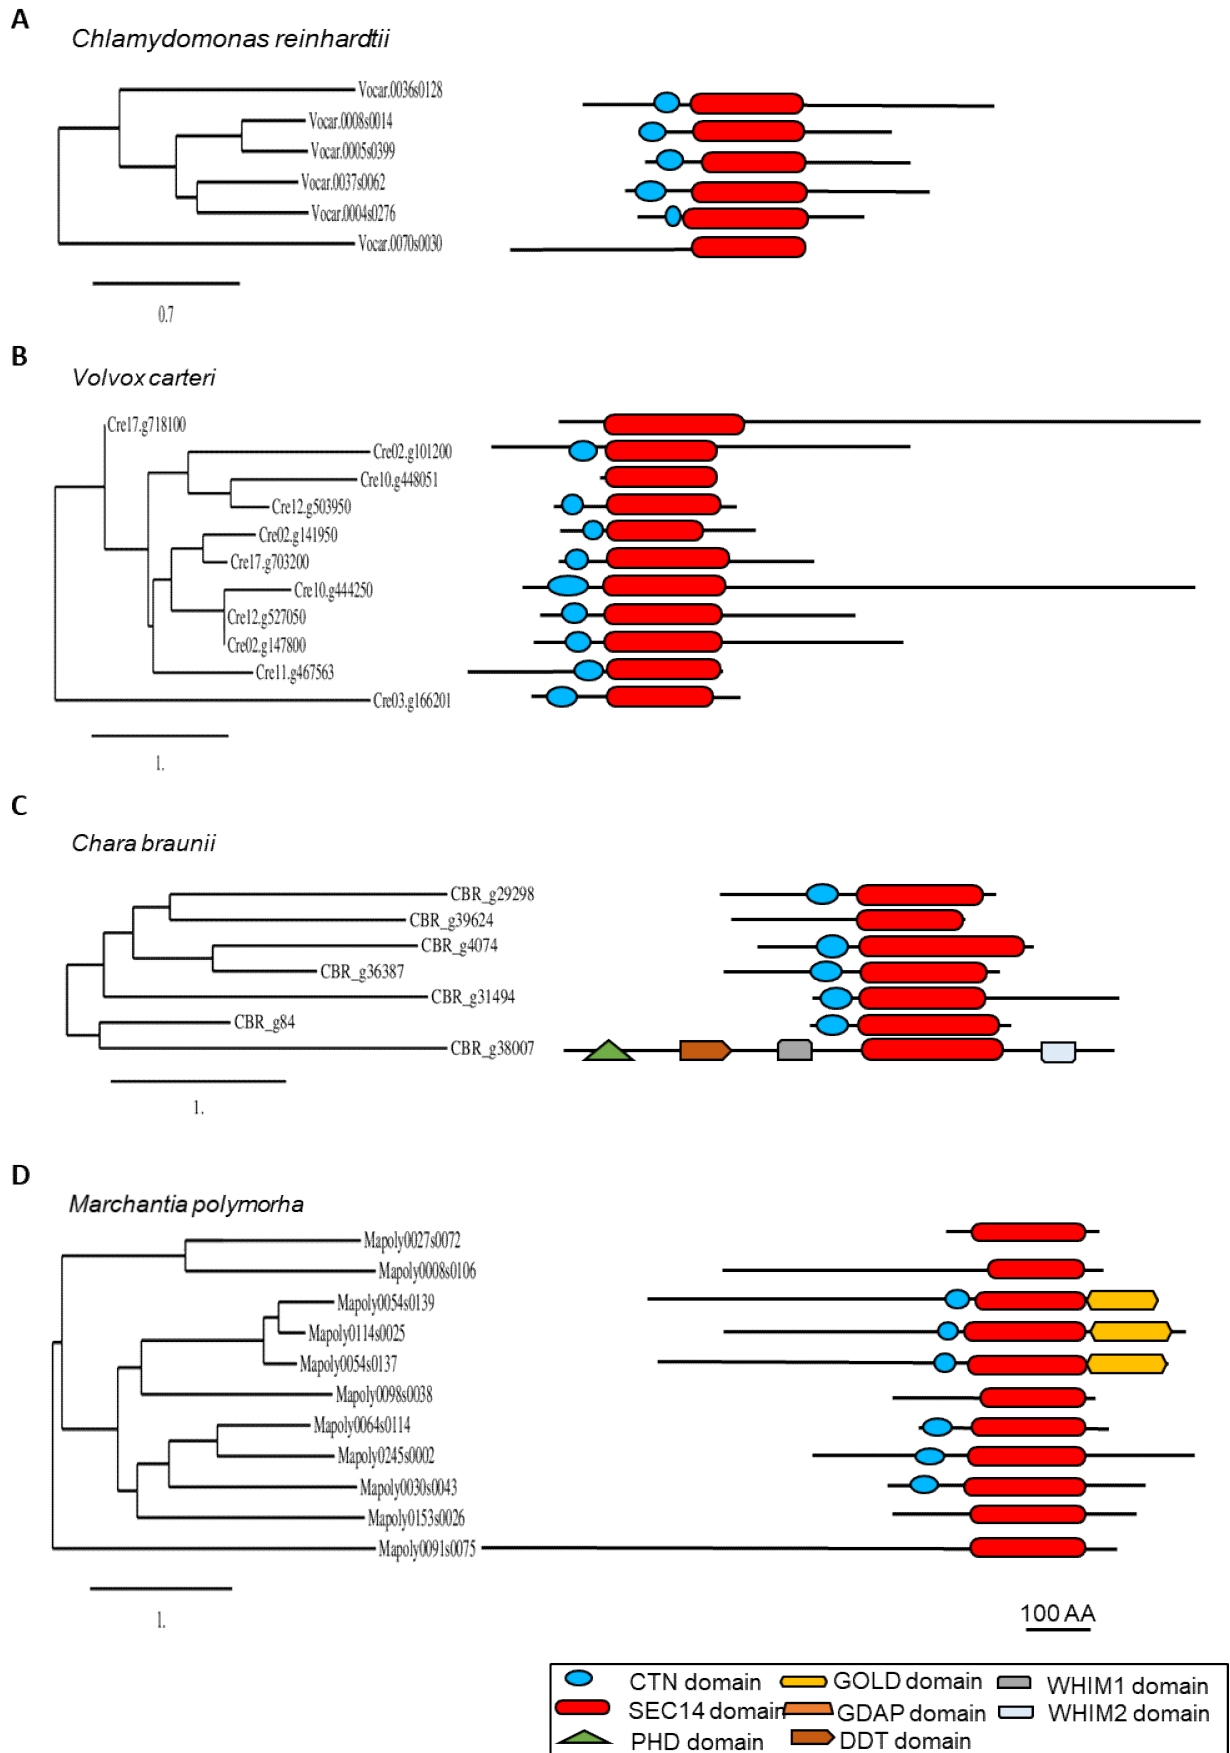 A
Chlamydomonas reinhardtii
Vocar.0036s0128
Vocar.0008s0014
Vocar.0005s0399
Vocar.0037s0062
Vocar.0004s0276
Vocar.0070s0030
0.7
B
Volvox carteri
Cre17.g718100
Cre02.g101200
Cre10.g448051
Cre12.g503950
Cre02.g141950
Cre17.g703200
Cre10.g444250
Cre12.g527050
Cre02.g147800
Cre11.g467563
Cre03.g166201
1.
C
Chara braunii
CBR_g29298
CBR_g39624
CBR_g4074
CBR_g36387
CBR_g31494
CBR_g84
CBR_g38007
1.
D
Marchantia polymorha
Mapoly0027s0072
Mapoly0008s0106
Mapoly0054s0139
Mapoly0114s0025
Mapoly0054s0137
Mapoly0098s0038
Mapoly0064s0114
Mapoly0245s0002
Mapoly0030s0043
Mapoly0153s0026
Mapoly0091s0075
1.
100 AA
CTN domain GOLD domain WHIM1 domain
SEC14 domain GDAP domain WHIM2 domain
PHD domain DDT domain